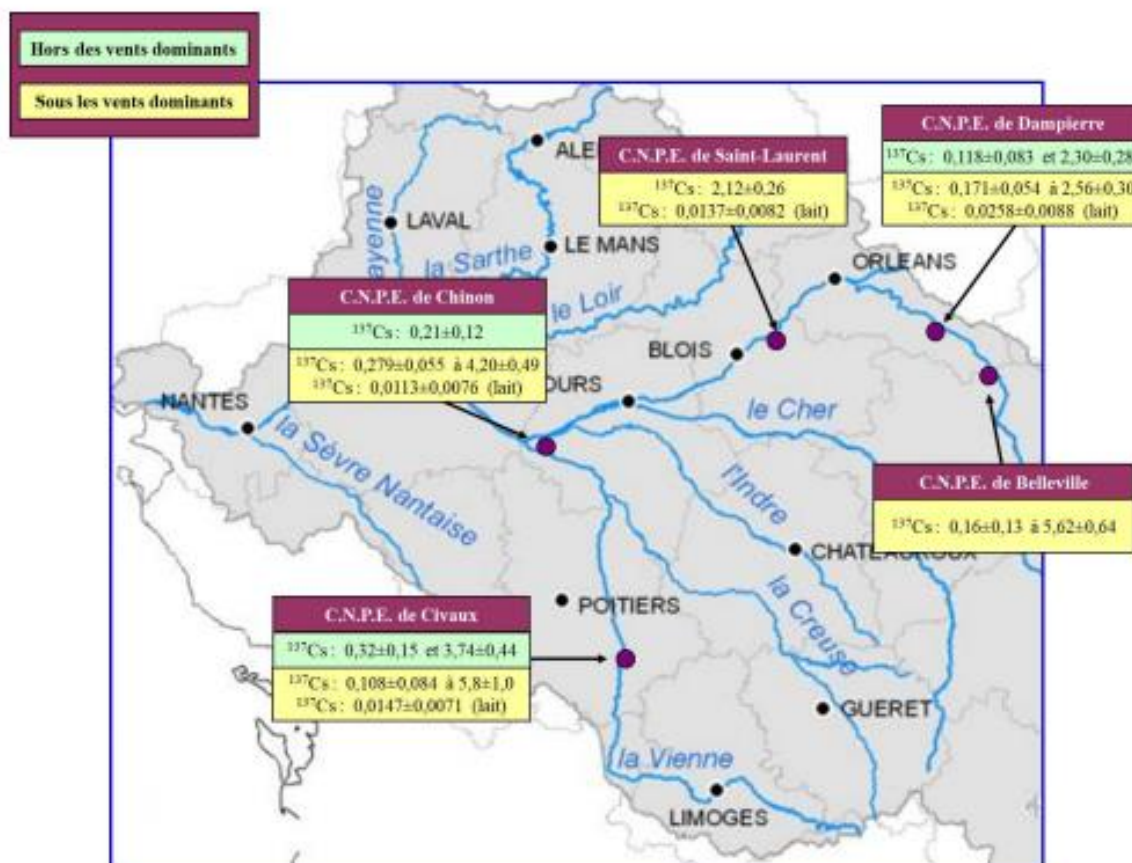 Hors des vents dominants
Sous les vents dominants
C.N.P.E. de Dampierre
¹³⁷Cs : 0,118±0,083 et 2,30±0,28
¹³⁷Cs : 0,171±0,054 à 2,56±0,30
¹³⁷Cs : 0,0258±0,0088 (lait)
C.N.P.E. de Saint-Laurent
¹³⁷Cs : 2,12±0,26
¹³⁷Cs : 0,0137±0,0082 (lait)
ALE
LAVAL
ayenne
la Sarthe
LE MANS
ORLEANS
C.N.P.E. de Chinon
¹³⁷Cs : 0,21±0,12
¹³⁷Cs : 0,279±0,055 à 4,20±0,49
¹³⁷Cs : 0,0113±0,0076 (lait)
le Loir
BLOIS
OURS
NANTES
la Sévre Nantaise
le Cher
l'Indre
C.N.P.E. de Belleville
¹³⁷Cs : 0,16±0,13 à 5,62±0,64
CHATEAUROUX
la Creuse
C.N.P.E. de Civaux
¹³⁷Cs : 0,32±0,15 et 3,74±0,44
¹³⁷Cs : 0,108±0,084 à 5,8±1,0
¹³⁷Cs : 0,0147±0,0071 (lait)
POITIERS
GUERET
la Vienne
LIMOGES